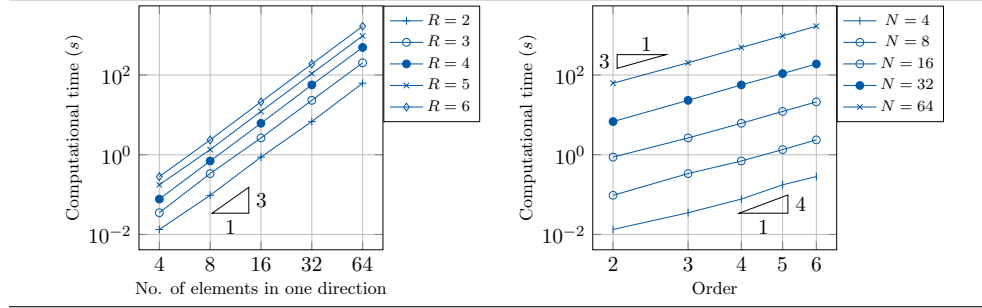 Computational time (s)
10^2
10^0
10^−2
4 8 16 32 64
No. of elements in one direction
3
1
R = 2
R = 3
R = 4
R = 5
R = 6
Computational time (s)
10^2
10^0
10^−2
2 3 4 5 6
Order
1
3
4
1
N = 4
N = 8
N = 16
N = 32
N = 64